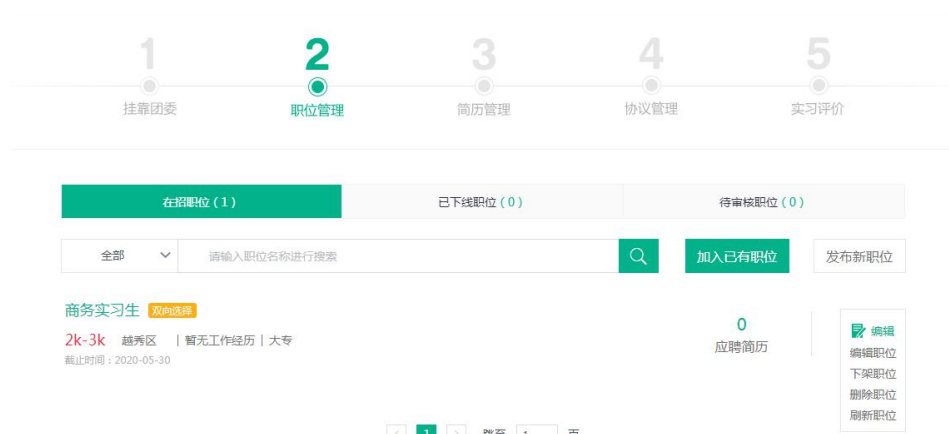 1 2 3 4 5
挂靠团委 职位管理 简历管理 协议管理 实习评价
在招职位(1) 已下线职位(0) 待审核职位(0)
全部 请输入职位名称进行搜索 加入已有职位 发布新职位
商务实习生 双向选择
2k-3k 越秀区 | 暂无工作经历 | 大专
截止时间:2020-05-30
0
应聘简历
编辑
编辑职位
下架职位
删除职位
刷新职位
< 1 > 跳至 1 页